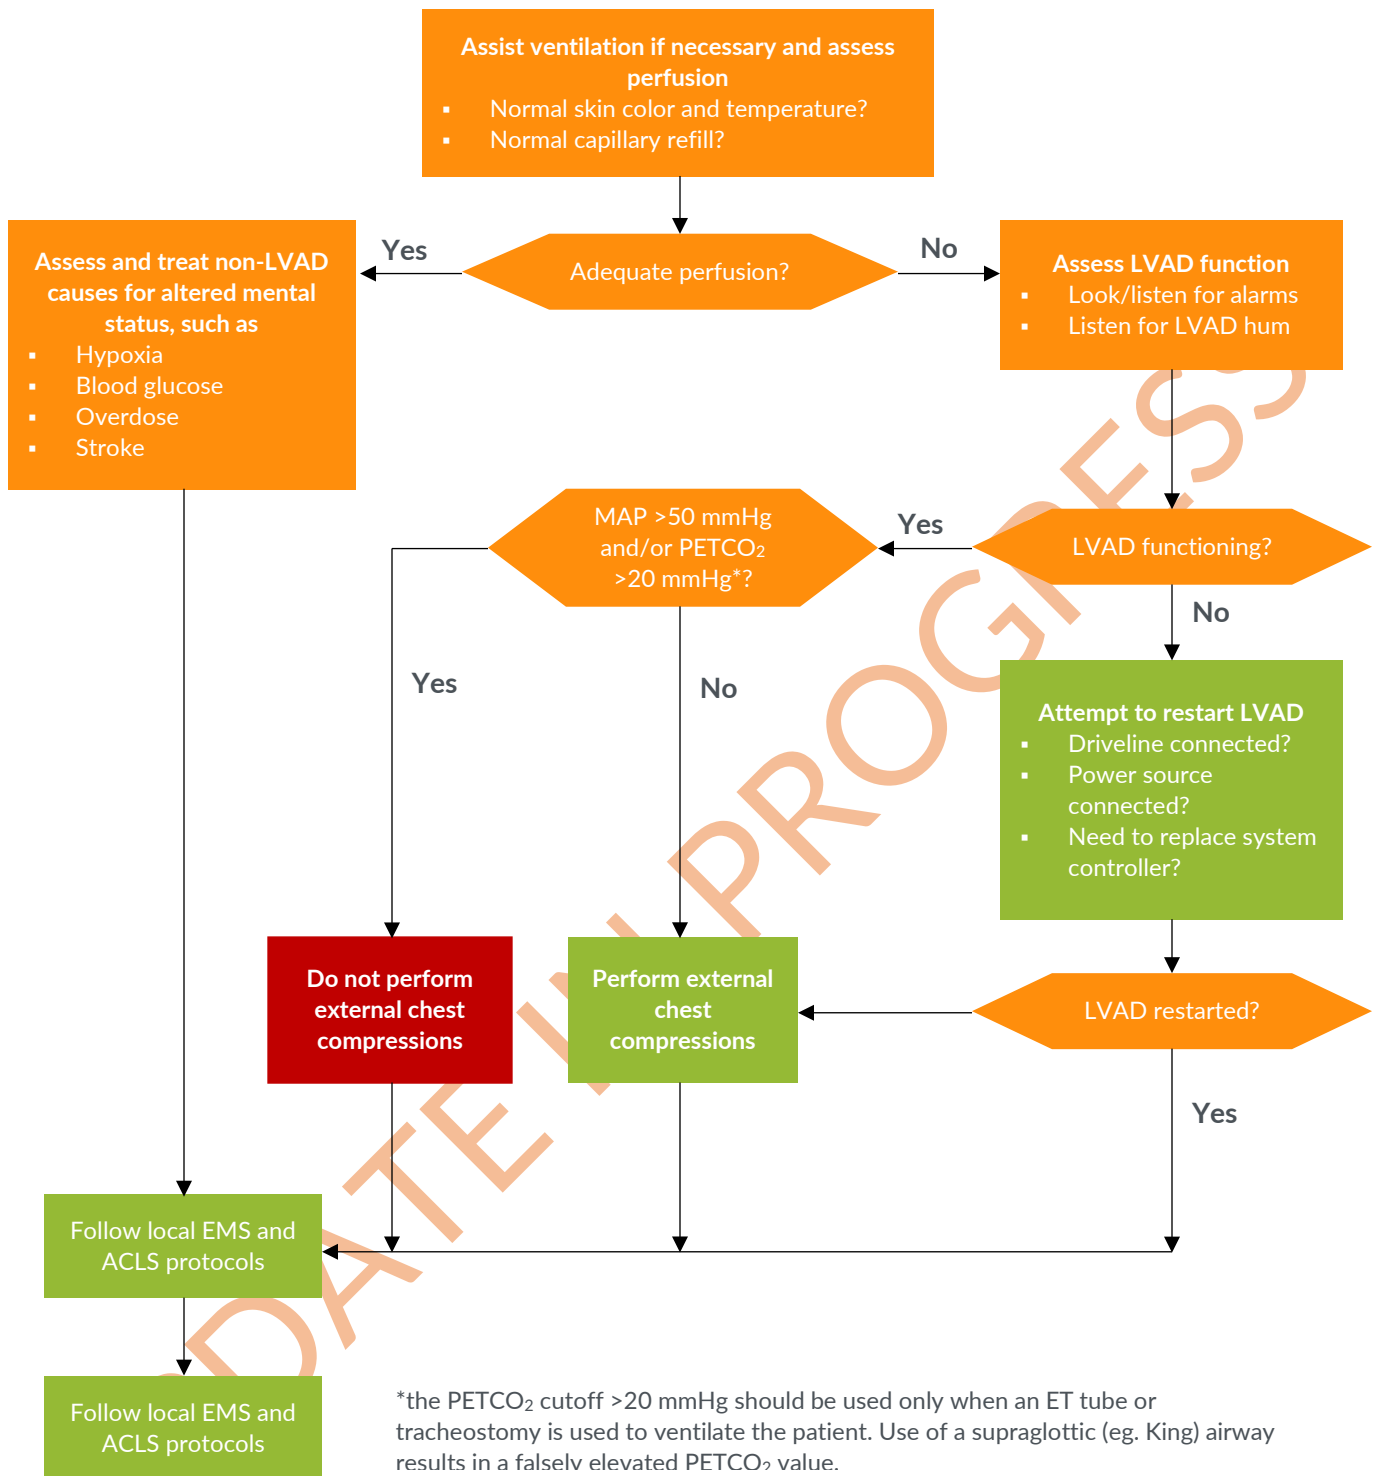 Assist ventilation if necessary and assess
perfusion
▪ Normal skin color and temperature?
▪ Normal capillary refill?
Adequate perfusion?
Yes
No
Assess and treat non-LVAD
causes for altered mental
status, such as
▪ Hypoxia
▪ Blood glucose
▪ Overdose
▪ Stroke
Assess LVAD function
▪ Look/listen for alarms
▪ Listen for LVAD hum
LVAD functioning?
Yes
No
MAP >50 mmHg
and/or PETCO₂
>20 mmHg*?
Yes
No
Attempt to restart LVAD
▪ Driveline connected?
▪ Power source
connected?
▪ Need to replace system
controller?
Do not perform
external chest
compressions
Perform external
chest
compressions
LVAD restarted?
Yes
Follow local EMS and
ACLS protocols
Follow local EMS and
ACLS protocols
*the PETCO₂ cutoff >20 mmHg should be used only when an ET tube or
tracheostomy is used to ventilate the patient. Use of a supraglottic (eg. King) airway
results in a falsely elevated PETCO₂ value.
PDATE IN PROGRESS